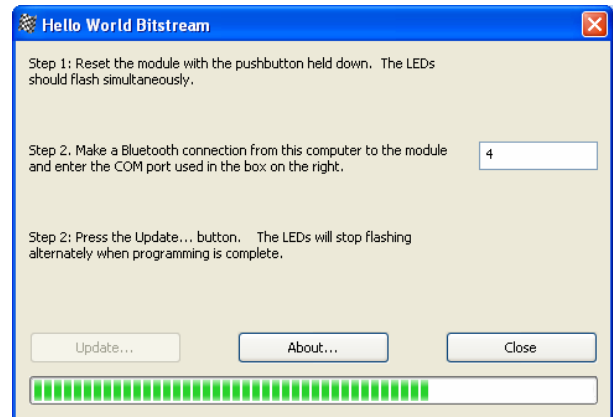 Hello World Bitstream
Step 1: Reset the module with the pushbutton held down.  The LEDs
should flash simultaneously.
Step 2. Make a Bluetooth connection from this computer to the module
and enter the COM port used in the box on the right.
4
Step 2: Press the Update... button.   The LEDs will stop flashing
alternately when programming is complete.
Update...
About...
Close